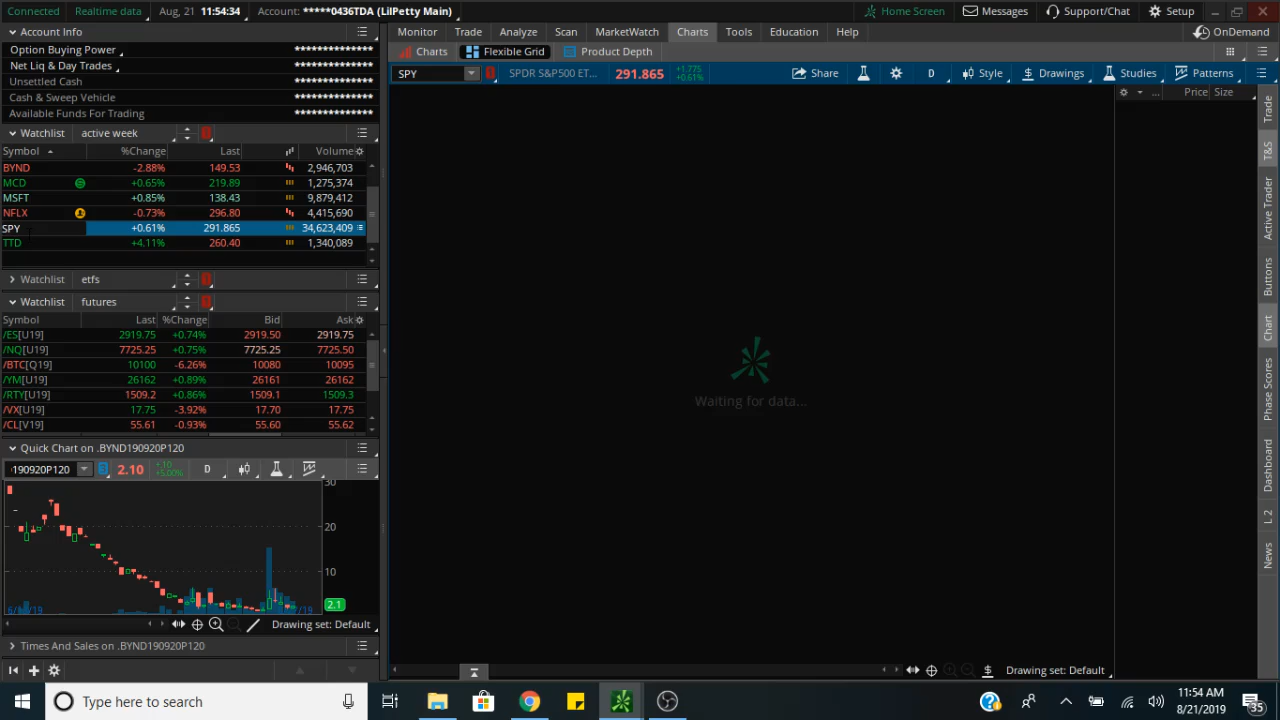 Connected Realtime data Aug, 21 11:54:34 Account: *****0436TDA (LilPetty Main) Home Screen Messages Support/Chat Setup
Account Info
Option Buying Power **************
Net Liq & Day Trades **************
Unsettled Cash **************
Cash & Sweep Vehicle **************
Available Funds For Trading **************
Watchlist active week
Symbol %Change Last Volume
BYND -2.88% 149.53 2,946,703
MCD +0.65% 219.89 1,275,374
MSFT +0.85% 138.43 9,879,412
NFLX -0.73% 296.80 4,415,690
SPY +0.61% 291.865 34,623,409
TTD +4.11% 260.40 1,340,089
Watchlist etfs
Watchlist futures
Symbol Last %Change Bid Ask
/ES[U19] 2919.75 +0.74% 2919.50 2919.75
/NQ[U19] 7725.25 +0.75% 7725.25 7725.50
/BTC[Q19] 10100 -6.26% 10080 10095
/YM[U19] 26162 +0.89% 26161 26162
/RTY[U19] 1509.2 +0.86% 1509.1 1509.3
/VX[U19] 17.75 -3.92% 17.70 17.75
/CL[V19] 55.61 -0.93% 55.60 55.62
Quick Chart on .BYND190920P120
190920P120 3 2.10 +.10 +5.00% D
30
20
10
2.1
Drawing set: Default
Times And Sales on .BYND190920P120
Monitor Trade Analyze Scan MarketWatch Charts Tools Education Help OnDemand
Charts Flexible Grid Product Depth
SPY SPDR S&P500 ET... 291.865 +1.775 +0.61% Share D Style Drawings Studies Patterns
... Price Size
Waiting for data...
Drawing set: Default
Trade
T&S
Active Trader
Buttons
Chart
Phase Scores
Dashboard
L 2
News
Type here to search
11:54 AM
8/21/2019
35